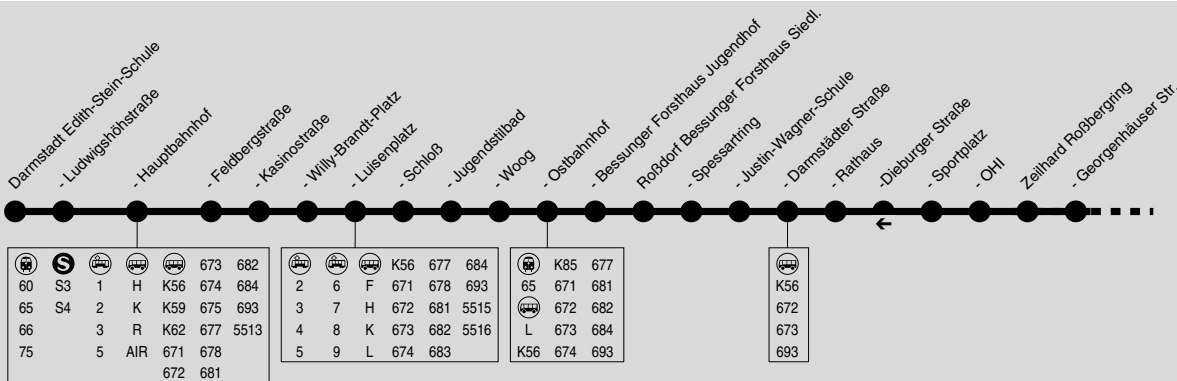 Darmstadt Edith-Stein-Schule
- Ludwigshöhstraße
- Hauptbahnhof
- Feldbergstraße
- Kasinostraße
- Willy-Brandt-Platz
- Luisenplatz
- Schloß
- Jugendstilbad
- Woog
- Ostbahnhof
- Bessunger Forsthaus Jugendhof
Roßdorf Bessunger Forsthaus Siedl.
- Spessartring
- Justin-Wagner-Schule
- Darmstädter Straße
- Rathaus
-Dieburger Straße
- Sportplatz
- OHI
Zeilhard Roßbergring
- Georgenhäuser Str.
S 673 682
60 S3 1 H K56 674 684
65 S4 2 K K59 675 693
66 3 R K62 677 5513
75 5 AIR 671 678
672 681
K56 677 684
2 6 F 671 678 693
3 7 H 672 681 5515
4 8 K 673 682 5516
5 9 L 674 683
K85 677
65 671 681
672 682
L 673 684
K56 674 693
K56
672
673
693